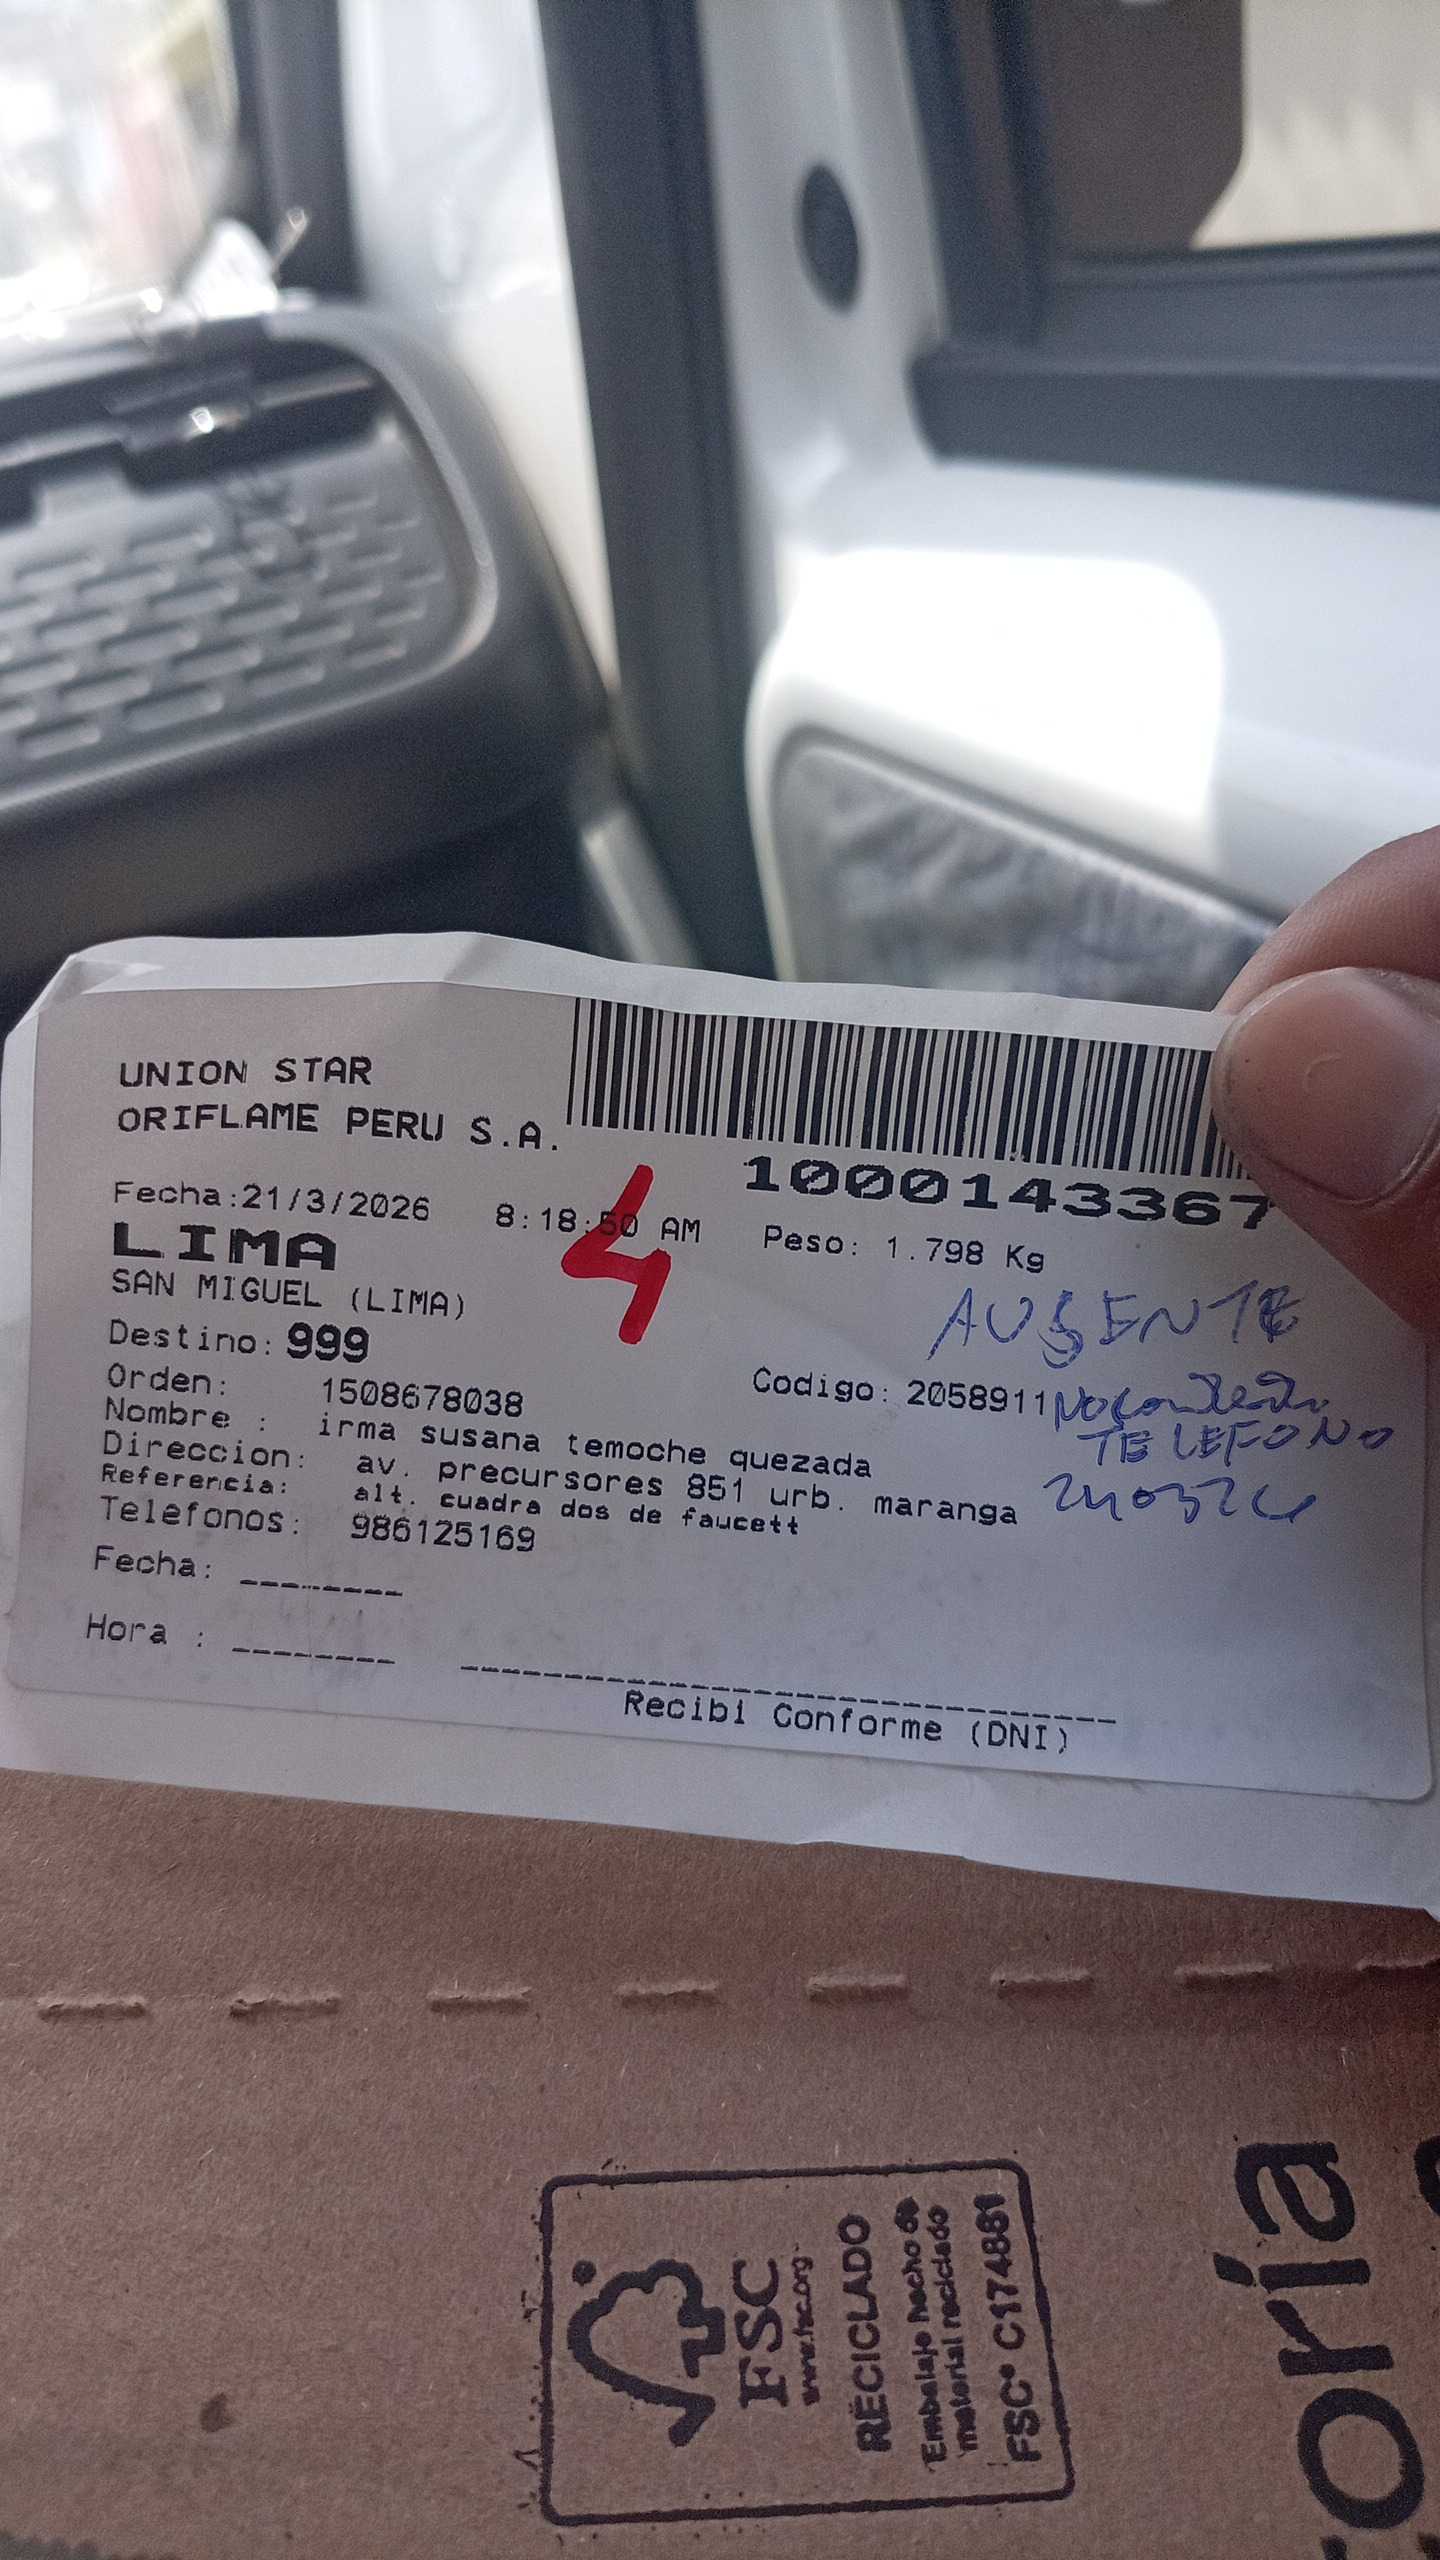 UNION STAR
ORIFLAME PERU S.A.
1000143367
Fecha:21/3/2026 8:18:50 AM Peso: 1.798 Kg
4
LIMA
SAN MIGUEL (LIMA)
AUSENTE
Destino: 999
Orden: 1508678038 Codigo: 2058911
NO Contesta
TELEFONO
Nombre : irma susana temoche quezada
Direccion: av. precursores 851 urb. maranga
Referencia: alt. cuadra dos de faucett
Telefonos: 986125169
Fecha: --------
Hora : --------
Recibi Conforme (DNI)
FSC
www.fsc.org
RECICLADO
Embalaje hecho de
material reciclado
FSC® C174881
oría